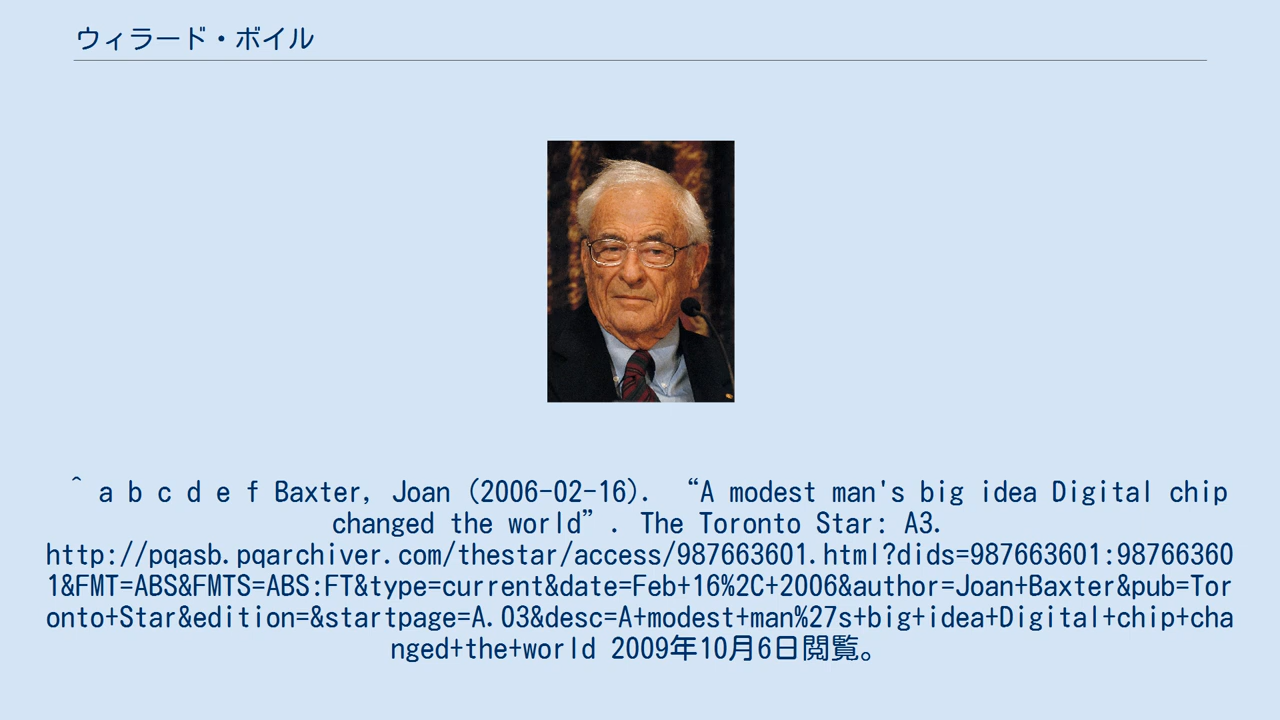 ウィラード・ボイル
^ a b c d e f Baxter, Joan (2006-02-16). “A modest man's big idea Digital chip
changed the world”. The Toronto Star: A3.
http://pqasb.pqarchiver.com/thestar/access/987663601.html?dids=987663601:98766360
1&FMT=ABS&FMTS=ABS:FT&type=current&date=Feb+16%2C+2006&author=Joan+Baxter&pub=Tor
onto+Star&edition=&startpage=A.03&desc=A+modest+man%27s+big+idea+Digital+chip+cha
nged+the+world 2009年10月6日閲覧。